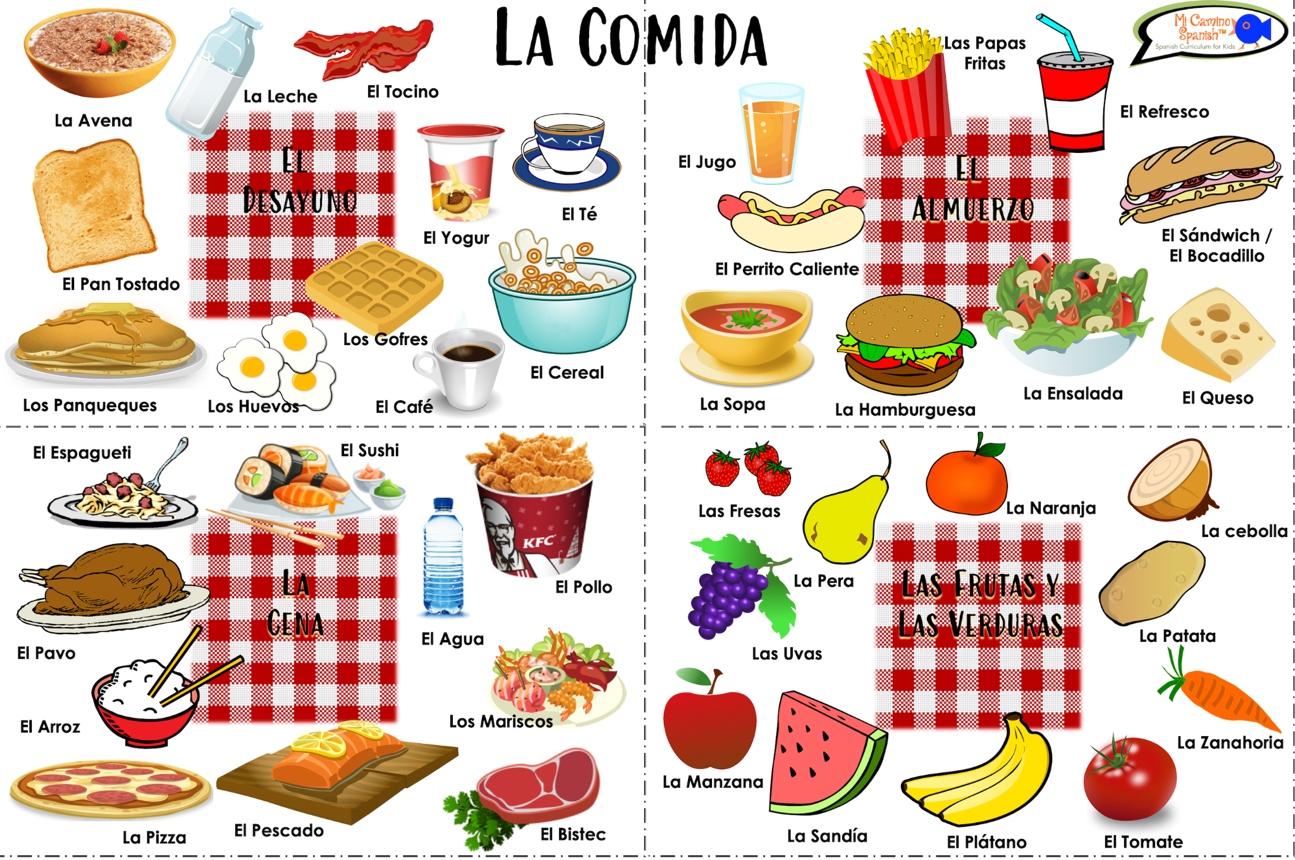 LA COMIDA
Mi Camino
Spanish™
Spanish Curriculum for Kids
EL
DESAYUNO
La Avena
La Leche
El Tocino
El Pan Tostado
El Yogur
El Té
Los Panqueques
Los Huevos
Los Gofres
El Café
El Cereal
EL
ALMUERZO
Las Papas
Fritas
El Refresco
El Jugo
El Perrito Caliente
El Sándwich /
El Bocadillo
La Sopa
La Hamburguesa
La Ensalada
El Queso
LA
CENA
El Espagueti
El Sushi
KFC
El Pollo
El Pavo
El Agua
El Arroz
Los Mariscos
La Pizza
El Pescado
El Bistec
LAS FRUTAS Y
LAS VERDURAS
Las Fresas
La Pera
La Naranja
La cebolla
Las Uvas
La Patata
La Manzana
La Zanahoria
La Sandía
El Plátano
El Tomate